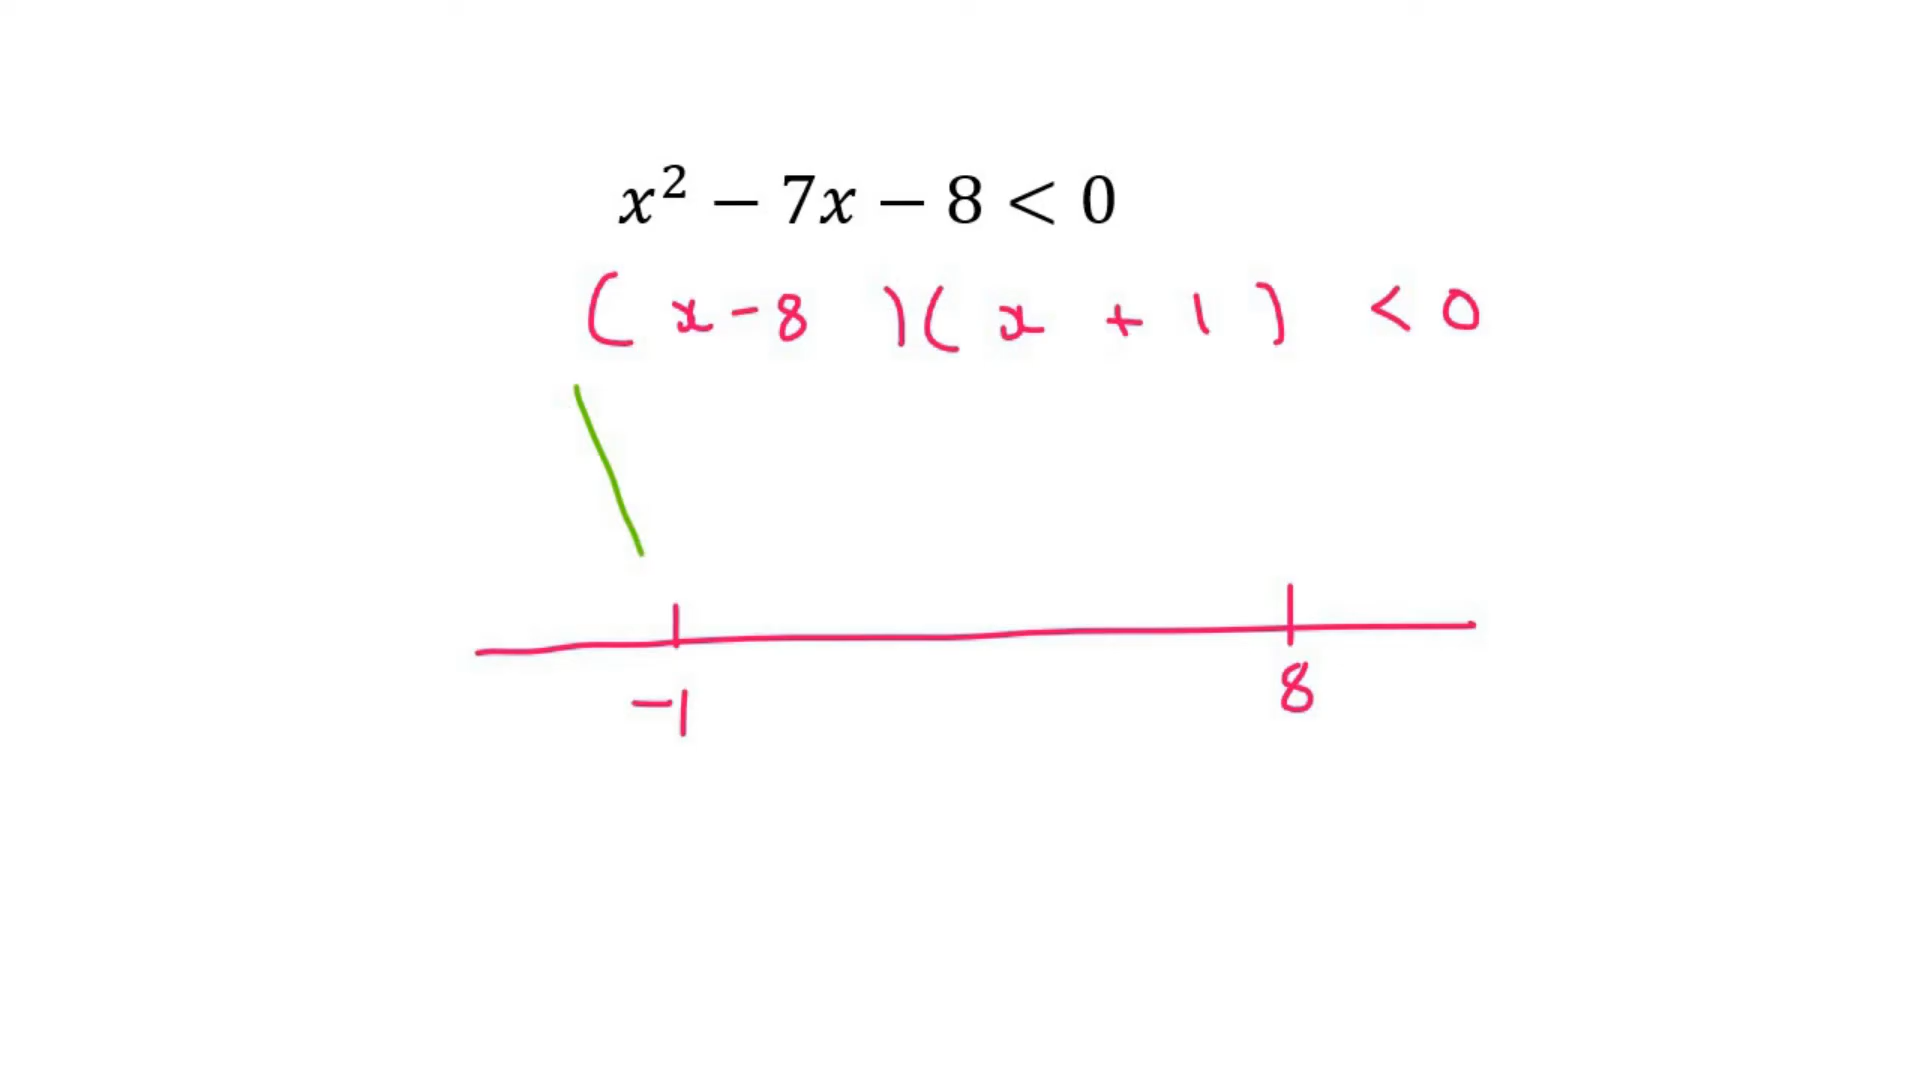 x² − 7x − 8 < 0
(x-8)(x + 1) < 0
-1 8